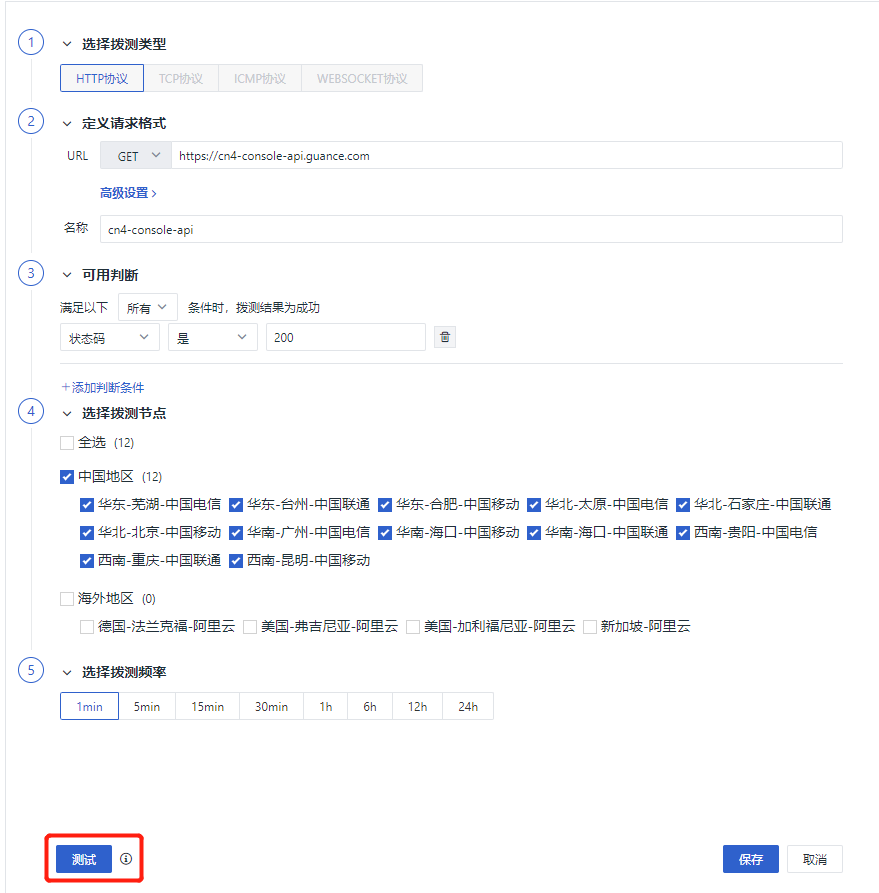 1 选择拨测类型
HTTP协议 TCP协议 ICMP协议 WEBSOCKET协议
2 定义请求格式
URL GET https://cn4-console-api.guance.com
高级设置 >
名称 cn4-console-api
3 可用判断
满足以下 所有 条件时，拨测结果为成功
状态码 是 200
+添加判断条件
4 选择拨测节点
全选 (12)
中国地区 (12)
华东-芜湖-中国电信 华东-台州-中国联通 华东-合肥-中国移动 华北-太原-中国电信 华北-石家庄-中国联通
华北-北京-中国移动 华南-广州-中国电信 华南-海口-中国移动 华南-海口-中国联通 西南-贵阳-中国电信
西南-重庆-中国联通 西南-昆明-中国移动
海外地区 (0)
德国-法兰克福-阿里云 美国-弗吉尼亚-阿里云 美国-加利福尼亚-阿里云 新加坡-阿里云
5 选择拨测频率
1min 5min 15min 30min 1h 6h 12h 24h
测试 保存 取消